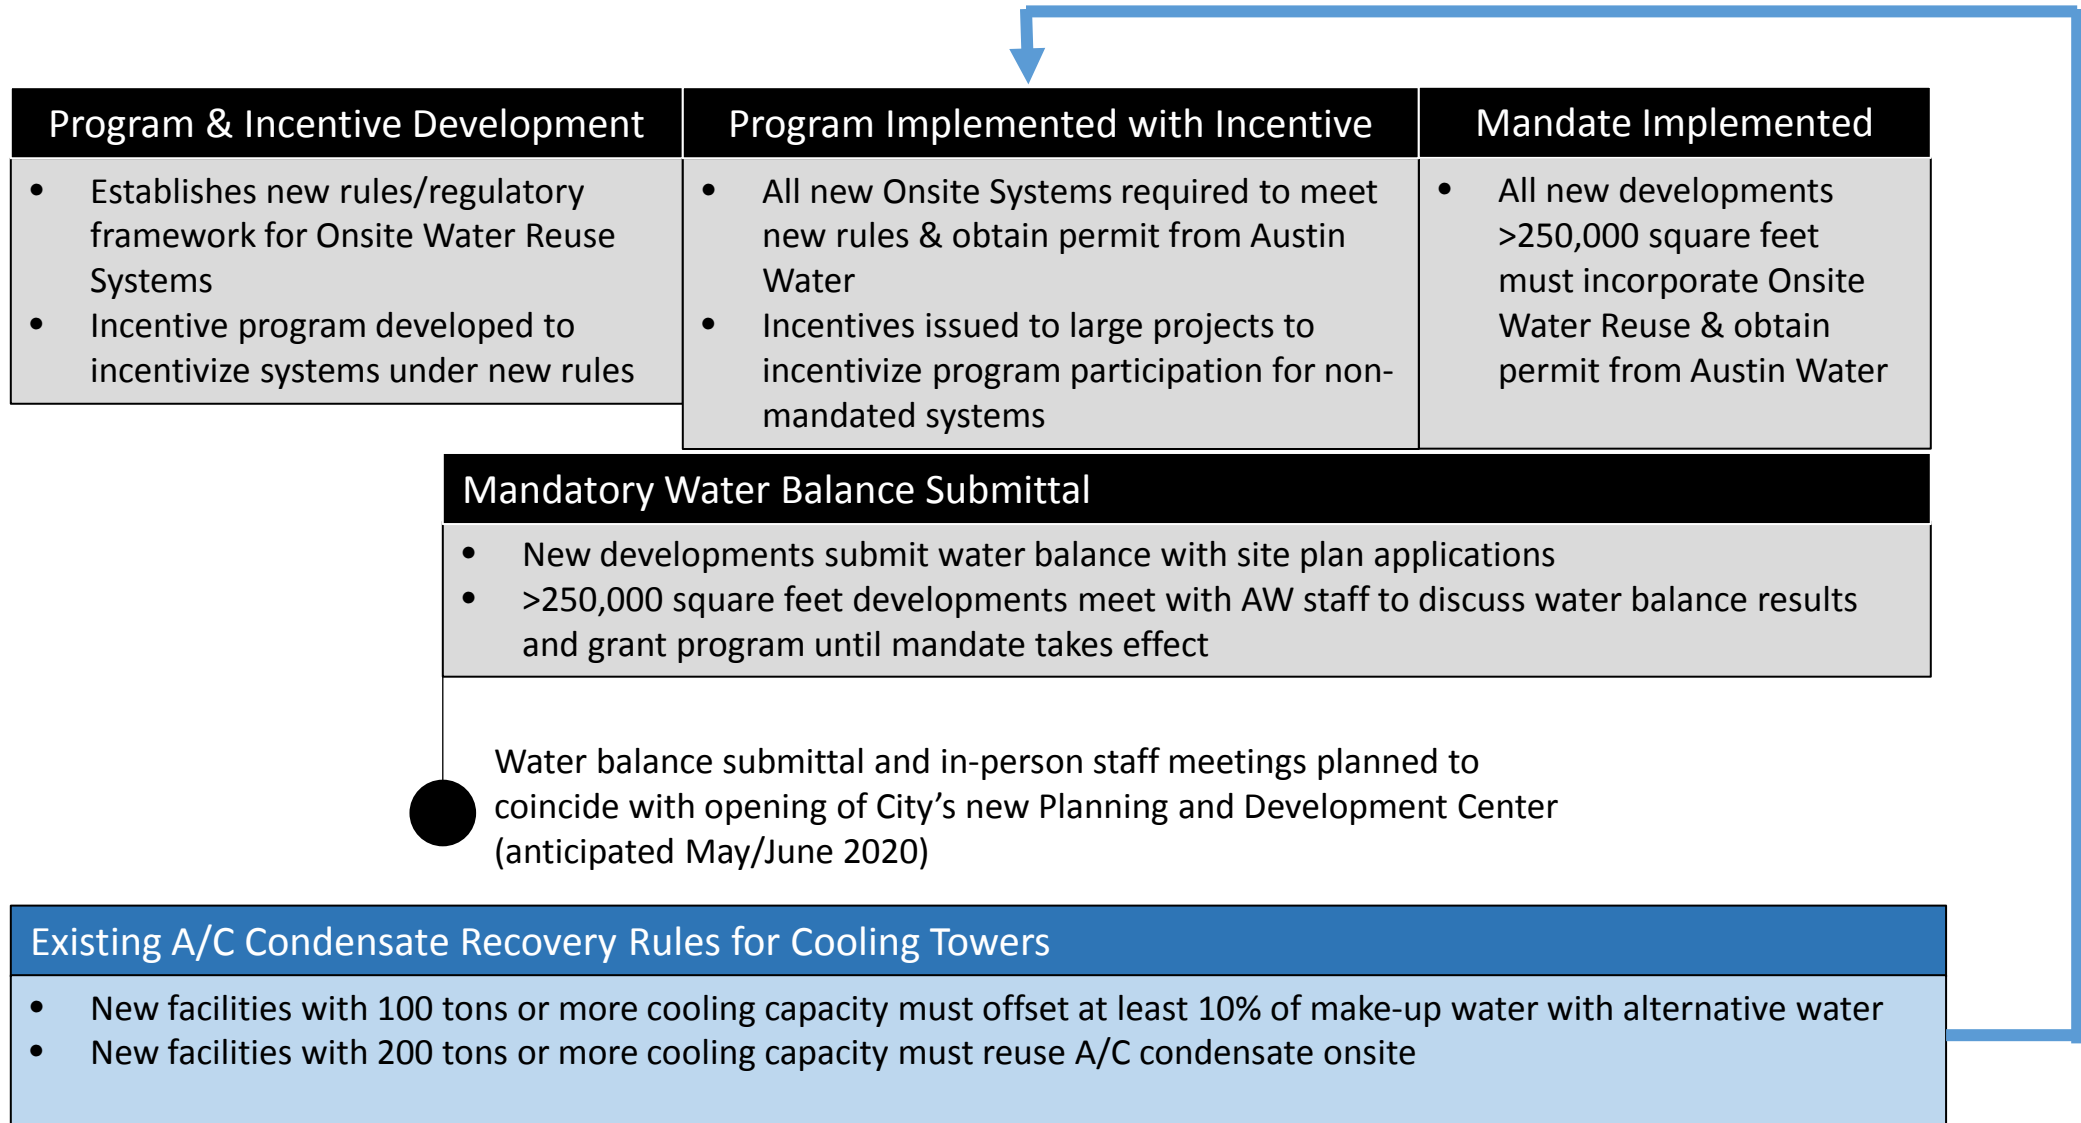 Program & Incentive Development
• Establishes new rules/regulatory
framework for Onsite Water Reuse
Systems
• Incentive program developed to
incentivize systems under new rules
Program Implemented with Incentive
• All new Onsite Systems required to meet
new rules & obtain permit from Austin
Water
• Incentives issued to large projects to
incentivize program participation for non-
mandated systems
Mandate Implemented
• All new developments
>250,000 square feet
must incorporate Onsite
Water Reuse & obtain
permit from Austin Water
Mandatory Water Balance Submittal
• New developments submit water balance with site plan applications
• >250,000 square feet developments meet with AW staff to discuss water balance results
and grant program until mandate takes effect
Water balance submittal and in-person staff meetings planned to
coincide with opening of City’s new Planning and Development Center
(anticipated May/June 2020)
Existing A/C Condensate Recovery Rules for Cooling Towers
• New facilities with 100 tons or more cooling capacity must offset at least 10% of make-up water with alternative water
• New facilities with 200 tons or more cooling capacity must reuse A/C condensate onsite